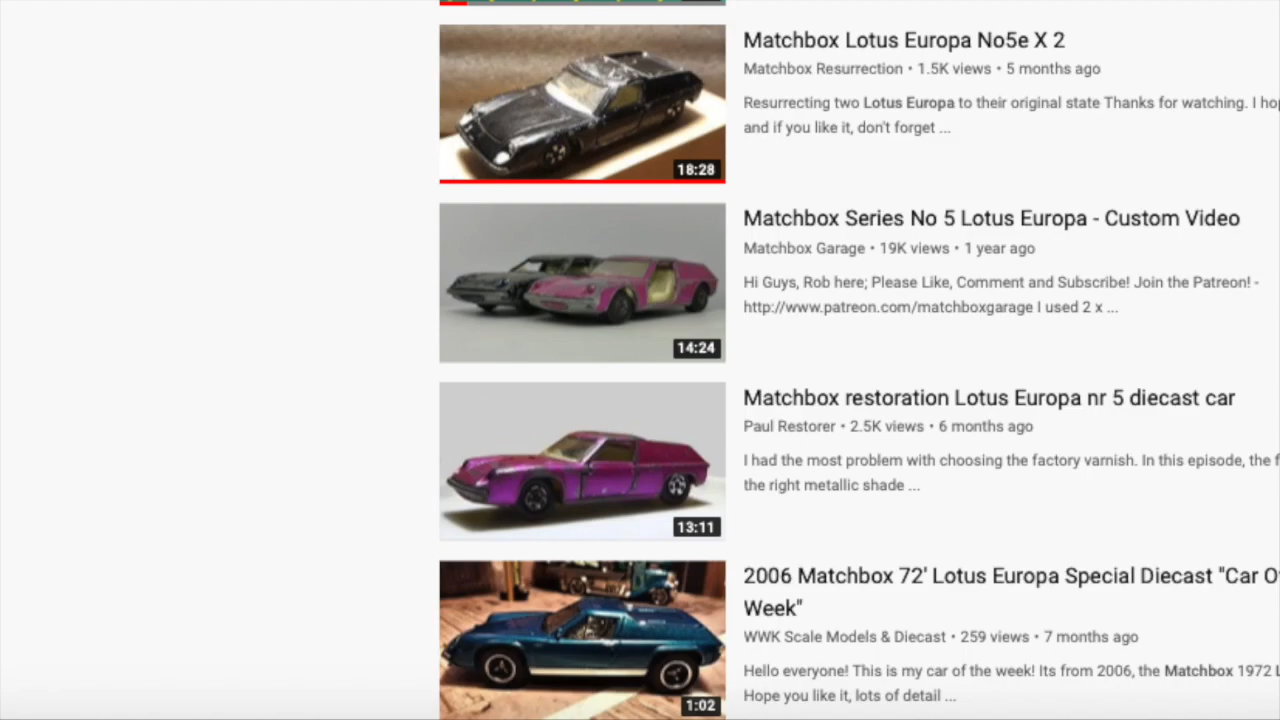 Matchbox Lotus Europa No5e X 2
Matchbox Resurrection • 1.5K views • 5 months ago
Resurrecting two Lotus Europa to their original state Thanks for watching. I
and if you like it, don't forget ...
18:28
Matchbox Series No 5 Lotus Europa - Custom Video
Matchbox Garage • 19K views • 1 year ago
Hi Guys, Rob here; Please Like, Comment and Subscribe! Join the Patreon! -
http://www.patreon.com/matchboxgarage I used 2 x ...
14:24
Matchbox restoration Lotus Europa nr 5 diecast car
Paul Restorer • 2.5K views • 6 months ago
I had the most problem with choosing the factory varnish. In this episode, the
the right metallic shade ...
13:11
2006 Matchbox 72' Lotus Europa Special Diecast "Car
Week"
WWK Scale Models & Diecast • 259 views • 7 months ago
Hello everyone! This is my car of the week! Its from 2006, the Matchbox 1972
Hope you like it, lots of detail ...
1:02